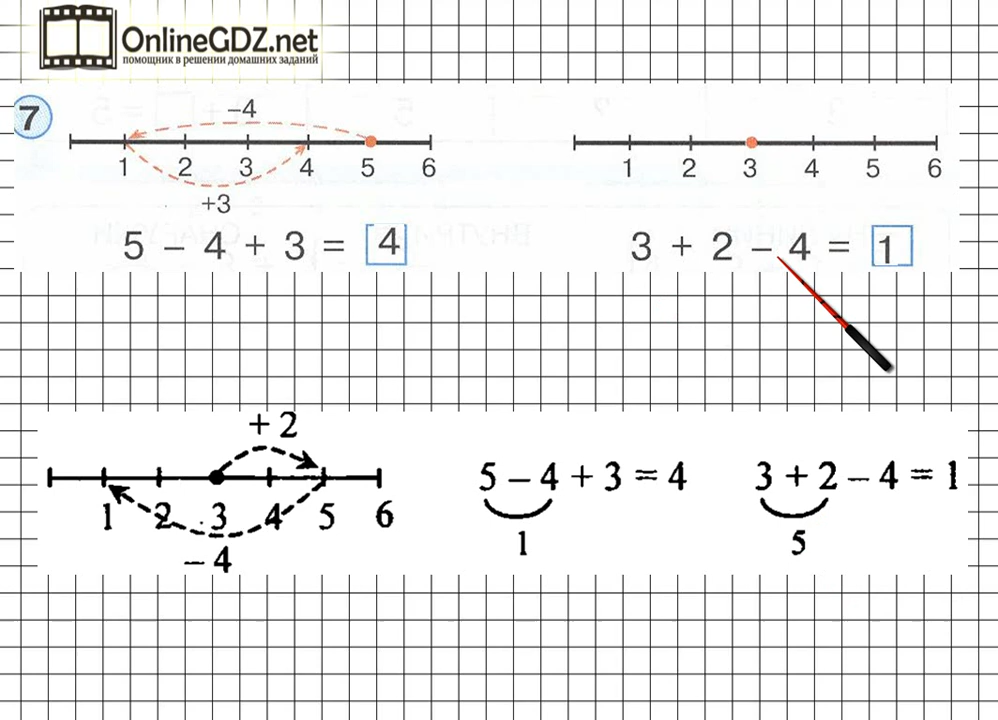 OnlineGDZ.net
помощник в решении домашних заданий
7
–4
1 2 3 4 5 6
+3
5 – 4 + 3 = 4
1 2 3 4 5 6
3 + 2 – 4 = 1
+ 2
1 2 3 4 5 6
– 4
5 – 4 + 3 = 4
1
3 + 2 – 4 = 1
5